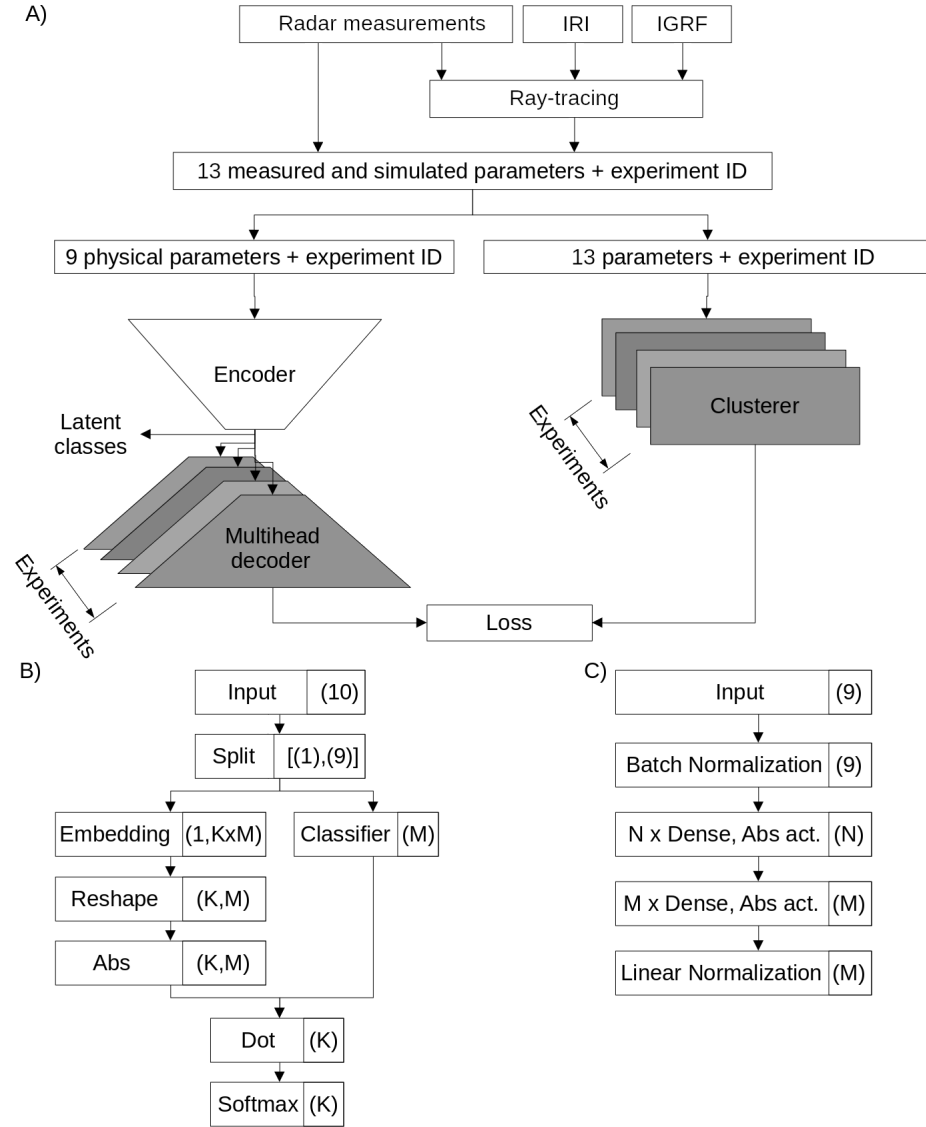 A)
Radar measurements
IRI
IGRF
Ray-tracing
13 measured and simulated parameters + experiment ID
9 physical parameters + experiment ID
13 parameters + experiment ID
Encoder
Clusterer
Latent
classes
Experiments
Multihead
decoder
Experiments
Loss
B)
Input (10)
Split [(1),(9)]
Embedding (1,KxM)
Classifier (M)
Reshape (K,M)
Abs (K,M)
Dot (K)
Softmax (K)
C)
Input (9)
Batch Normalization (9)
N x Dense, Abs act. (N)
M x Dense, Abs act. (M)
Linear Normalization (M)